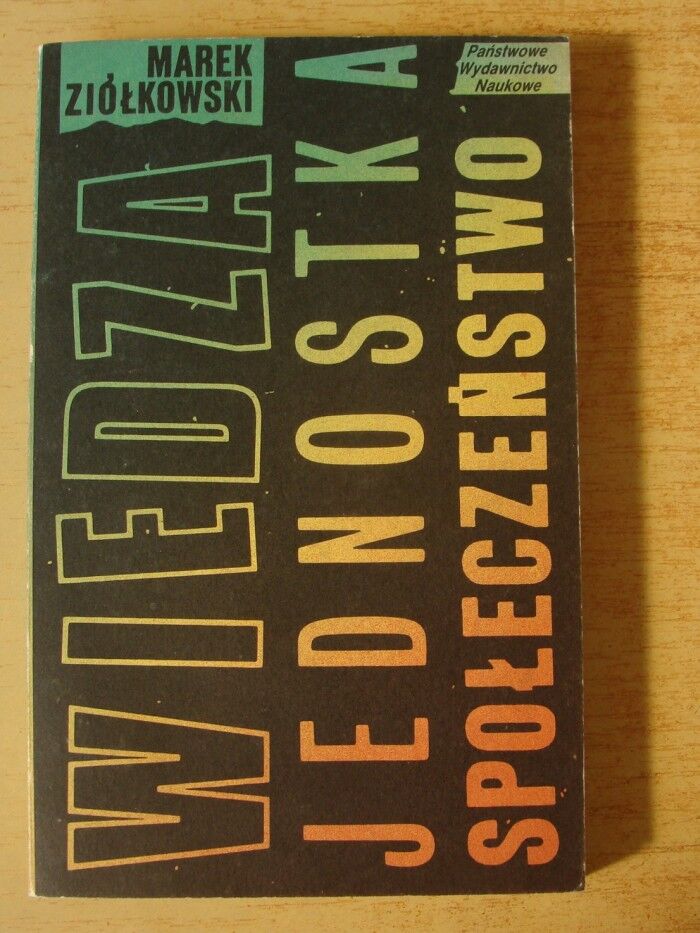 MAREK
ZIÓŁKOWSKI
Państwowe
Wydawnictwo
Naukowe
WIEDZA
JEDNOSTKA
SPOŁECZEŃSTWO